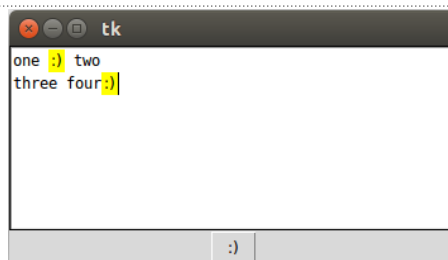 tk
one :) two
three four:)
:)